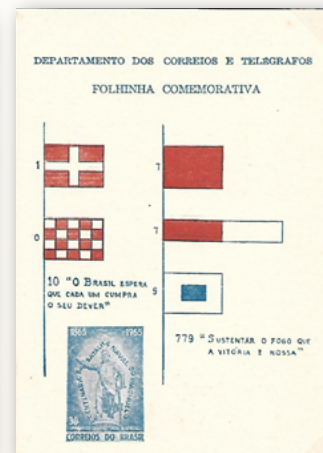 DEPARTAMENTO DOS CORREIOS E TELÉGRAFOS
FOLHINHA COMEMORATIVA
1
0
10 "O BRASIL ESPERA
QUE CADA UM CUMPRA
O SEU DEVER"
7
7
9
779 "SUSTENTAR O FOGO QUE
A VITÓRIA É NOSSA"
1865 1965
CORREIOS DO BRASIL